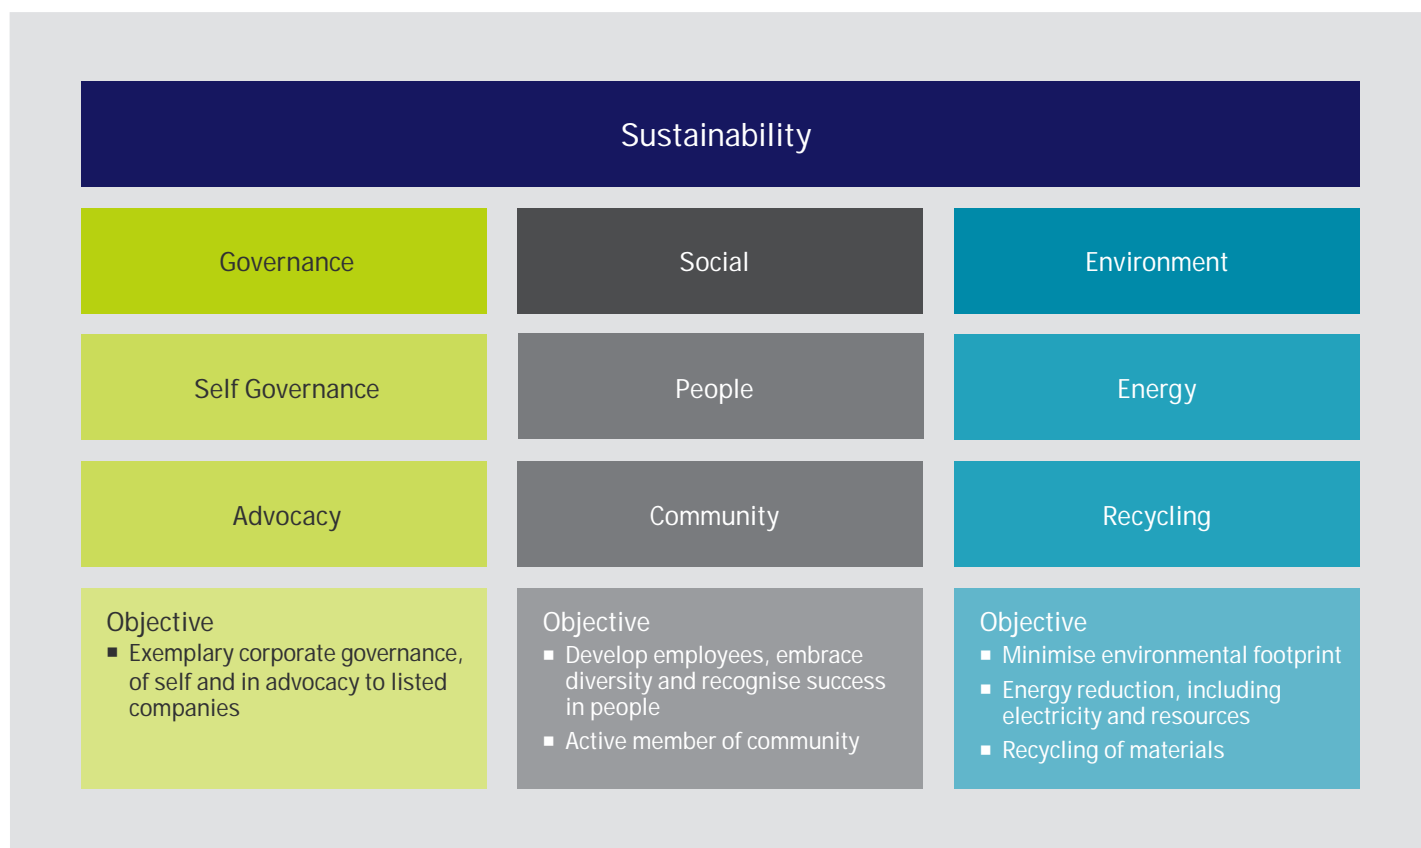 Sustainability
Governance
Social
Environment
Self Governance
People
Energy
Advocacy
Community
Recycling
Objective
▪ Exemplary corporate governance,
of self and in advocacy to listed
companies
Objective
▪ Develop employees, embrace
diversity and recognise success
in people
▪ Active member of community
Objective
▪ Minimise environmental footprint
▪ Energy reduction, including
electricity and resources
▪ Recycling of materials